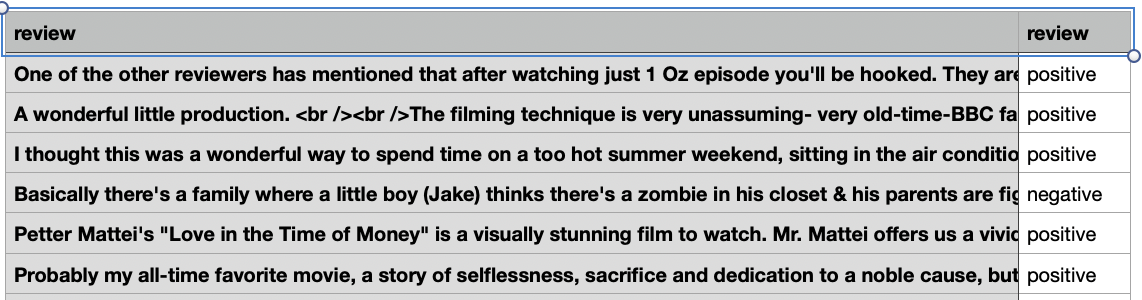 review review
One of the other reviewers has mentioned that after watching just 1 Oz episode you'll be hooked. They are positive
A wonderful little production. <br /><br />The filming technique is very unassuming- very old-time-BBC fa positive
I thought this was a wonderful way to spend time on a too hot summer weekend, sitting in the air conditio positive
Basically there's a family where a little boy (Jake) thinks there's a zombie in his closet & his parents are fig negative
Petter Mattei's "Love in the Time of Money" is a visually stunning film to watch. Mr. Mattei offers us a vivid positive
Probably my all-time favorite movie, a story of selflessness, sacrifice and dedication to a noble cause, but positive